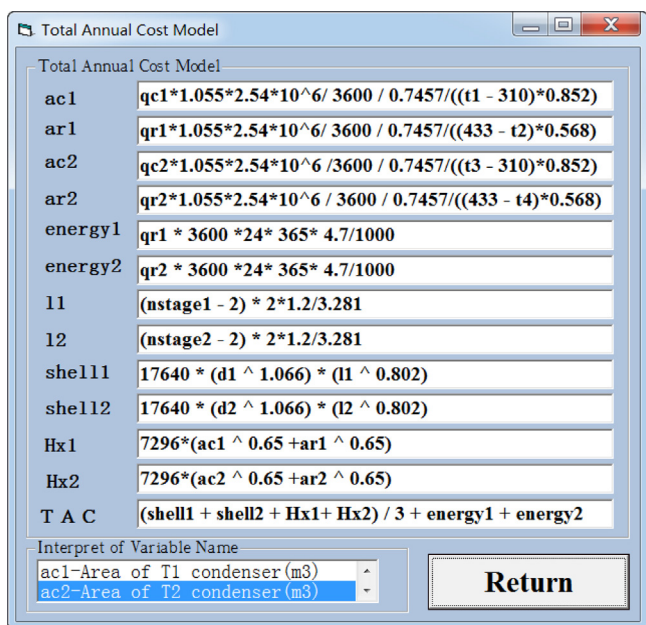 Total Annual Cost Model
Total Annual Cost Model
ac1 qc1*1.055*2.54*10^6/ 3600 / 0.7457/((t1 - 310)*0.852)
ar1 qr1*1.055*2.54*10^6/ 3600 / 0.7457/((433 - t2)*0.568)
ac2 qc2*1.055*2.54*10^6 /3600 / 0.7457/((t3 - 310)*0.852)
ar2 qr2*1.055*2.54*10^6 / 3600 / 0.7457/((433 - t4)*0.568)
energy1 qr1 * 3600 *24* 365* 4.7/1000
energy2 qr2 * 3600 *24* 365* 4.7/1000
l1 (nstage1 - 2) * 2*1.2/3.281
l2 (nstage2 - 2) * 2*1.2/3.281
shell1 17640 * (d1 ^ 1.066) * (l1 ^ 0.802)
shell2 17640 * (d2 ^ 1.066) * (l2 ^ 0.802)
Hx1 7296*(ac1 ^ 0.65 +ar1 ^ 0.65)
Hx2 7296*(ac2 ^ 0.65 +ar2 ^ 0.65)
T A C (shell1 + shell2 + Hx1+ Hx2) / 3 + energy1 + energy2
Interpret of Variable Name
ac1-Area of T1 condenser(m3)
ac2-Area of T2 condenser(m3)
Return